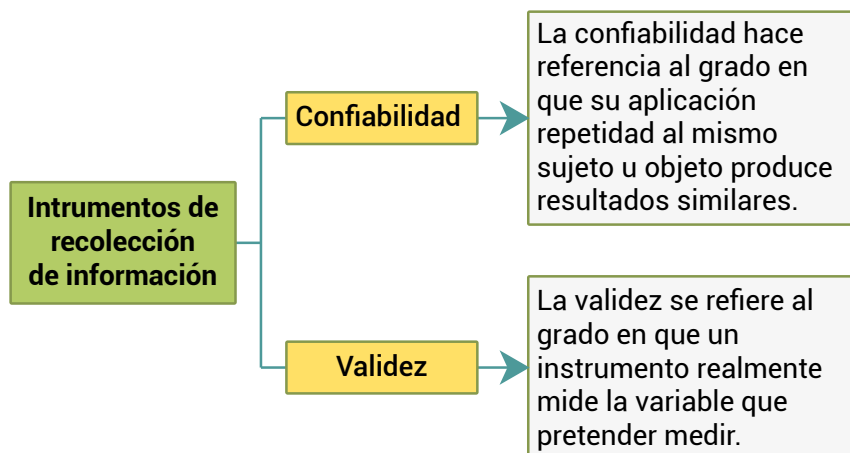 Intrumentos de
recolección
de información
Confiabilidad
La confiabilidad hace
referencia al grado en
que su aplicación
repetidad al mismo
sujeto u objeto produce
resultados similares.
Validez
La validez se refiere al
grado en que un
instrumento realmente
mide la variable que
pretender medir.